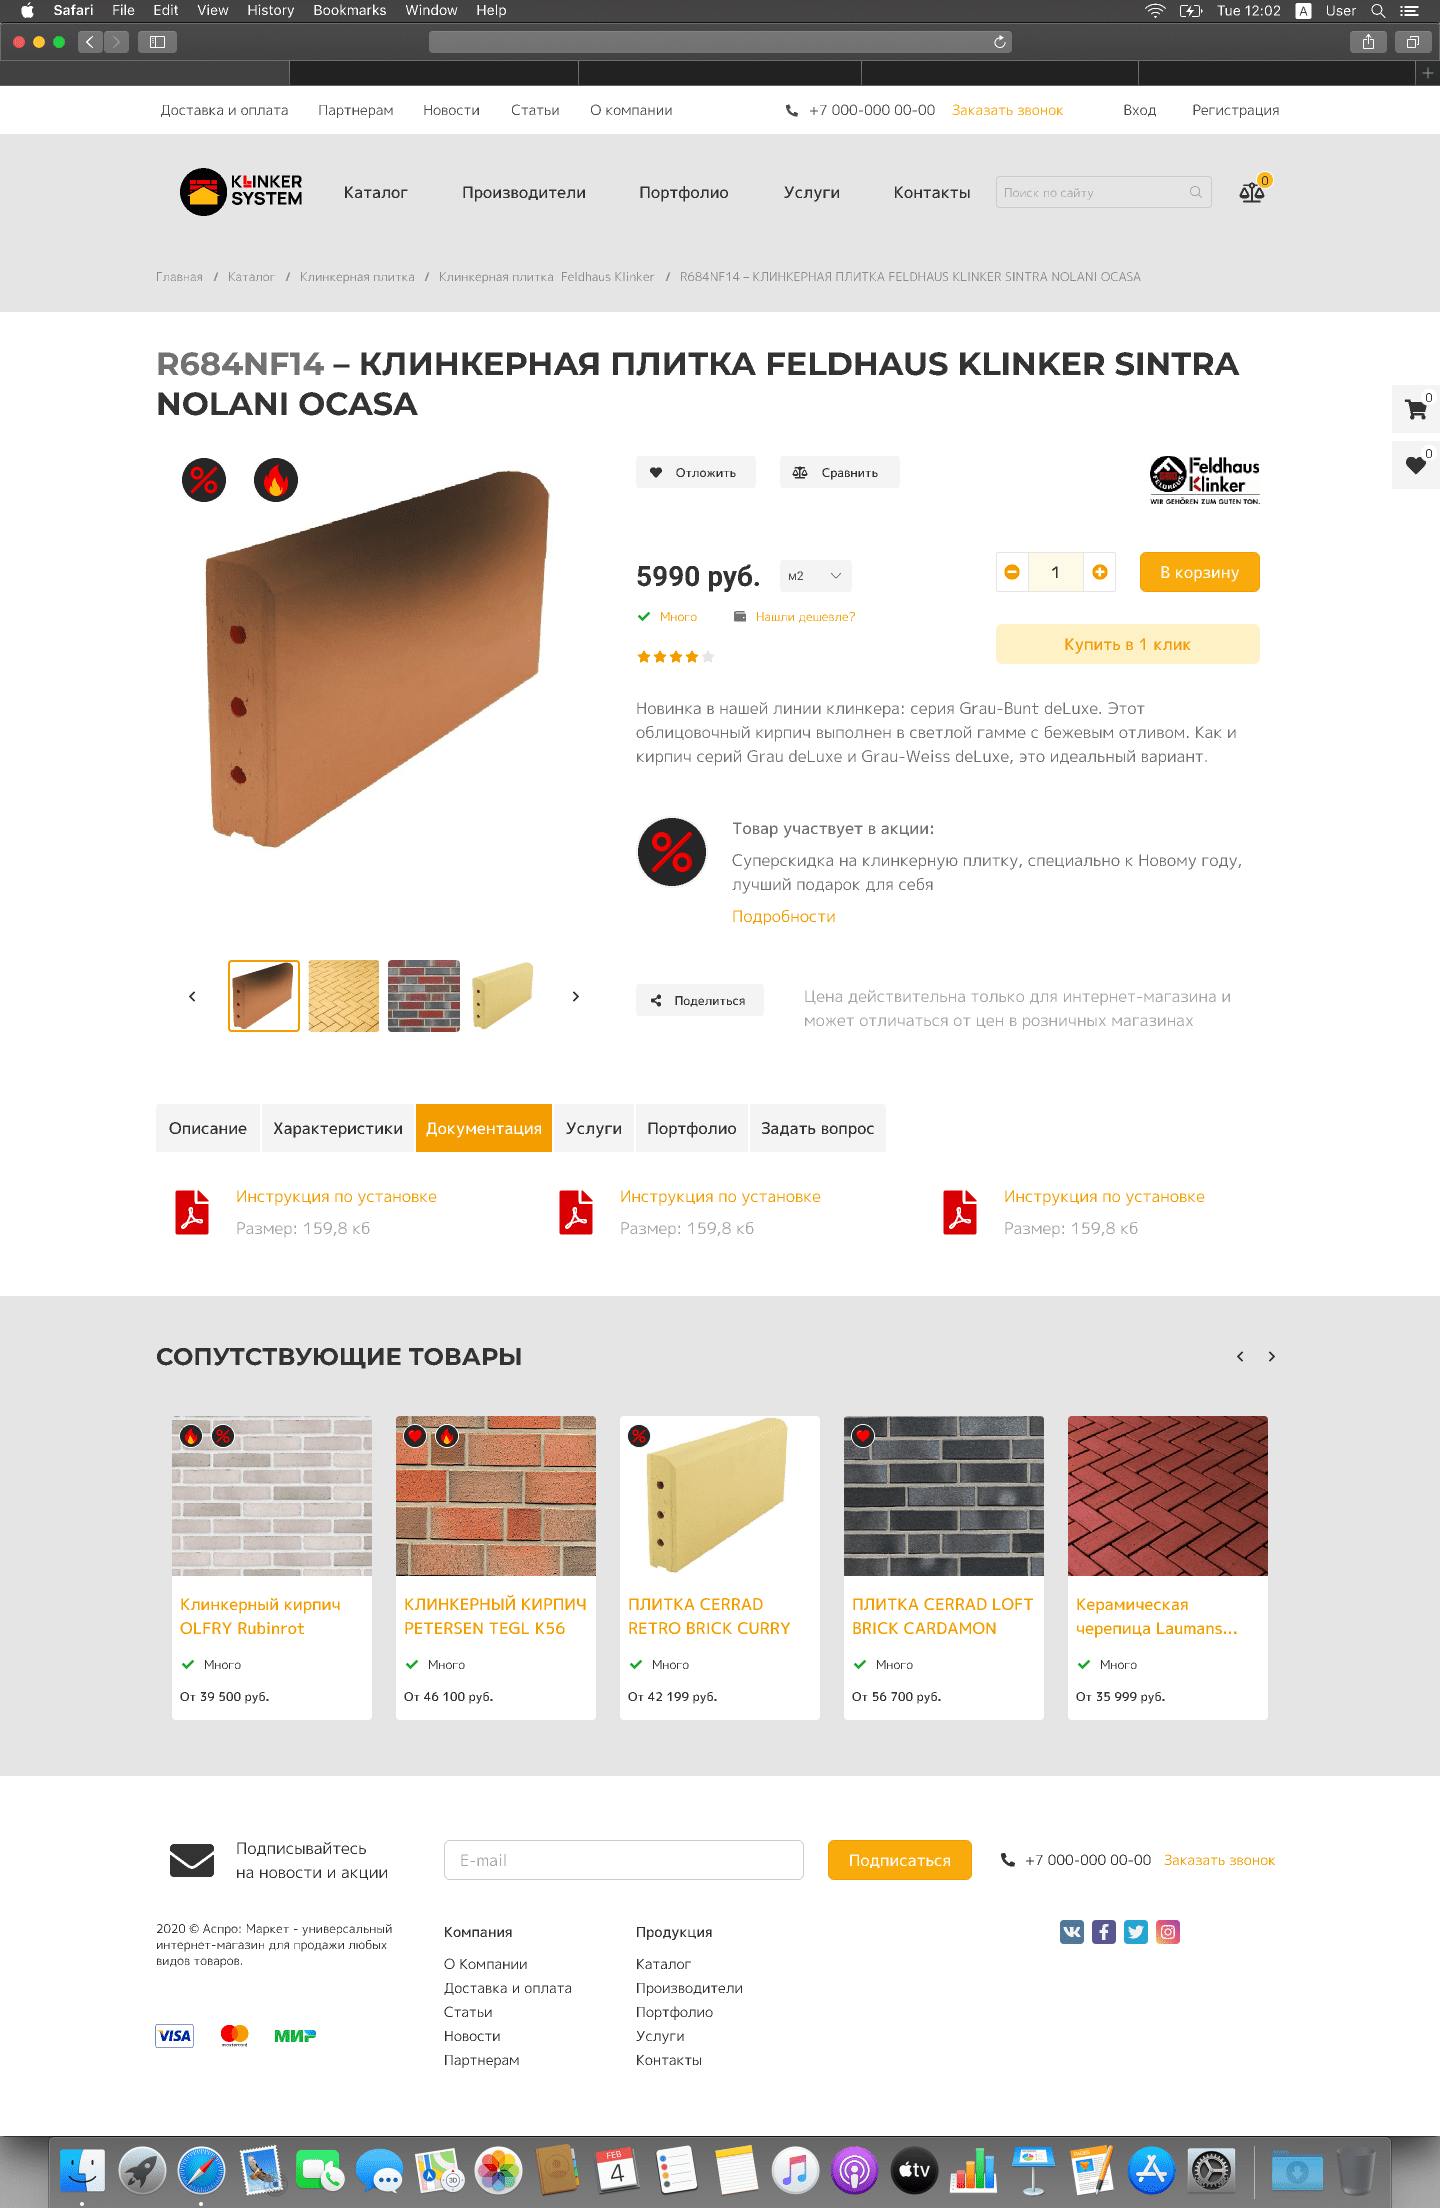 Safari File Edit View History Bookmarks Window Help Tue 12:02 A User
Доставка и оплата Партнерам Новости Статьи О компании +7 000-000 00-00 Заказать звонок Вход Регистрация
KLINKER SYSTEM Каталог Производители Портфолио Услуги Контакты Поиск по сайту 0
Главная / Каталог / Клинкерная плитка / Клинкерная плитка Feldhaus Klinker / R684NF14 – КЛИНКЕРНАЯ ПЛИТКА FELDHAUS KLINKER SINTRA NOLANI OCASA
R684NF14 – КЛИНКЕРНАЯ ПЛИТКА FELDHAUS KLINKER SINTRA
NOLANI OCASA
0
0
Отложить Сравнить
Feldhaus
Klinker
FELDHAUS
WIR GEHÖREN ZUM GUTEN TON.
5990 руб. м2 1 В корзину
Много Нашли дешевле?
Купить в 1 клик
Новинка в нашей линии клинкера: серия Grau-Bunt deLuxe. Этот
облицовочный кирпич выполнен в светлой гамме с бежевым отливом. Как и
кирпич серий Grau deLuxe и Grau-Weiss deLuxe, это идеальный вариант.
Товар участвует в акции:
Суперскидка на клинкерную плитку, специально к Новому году,
лучший подарок для себя
Подробности
Поделиться
Цена действительна только для интернет-магазина и
может отличаться от цен в розничных магазинах
Описание Характеристики Документация Услуги Портфолио Задать вопрос
Инструкция по установке Инструкция по установке Инструкция по установке
Размер: 159,8 кб Размер: 159,8 кб Размер: 159,8 кб
СОПУТСТВУЮЩИЕ ТОВАРЫ
Клинкерный кирпич
OLFRY Rubinrot
Много
От 39 500 руб.
КЛИНКЕРНЫЙ КИРПИЧ
PETERSEN TEGL K56
Много
От 46 100 руб.
ПЛИТКА CERRAD
RETRO BRICK CURRY
Много
От 42 199 руб.
ПЛИТКА CERRAD LOFT
BRICK CARDAMON
Много
От 56 700 руб.
Керамическая
черепица Laumans...
Много
От 35 999 руб.
Подписывайтесь
на новости и акции
E-mail Подписаться +7 000-000 00-00 Заказать звонок
2020 © Аспро: Маркет - универсальный
интернет-магазин для продажи любых
видов товаров.
VISA mastercard МИР
Компания
О Компании
Доставка и оплата
Статьи
Новости
Партнерам
Продукция
Каталог
Производители
Портфолио
Услуги
Контакты
3D FEB 4 tv PAGES